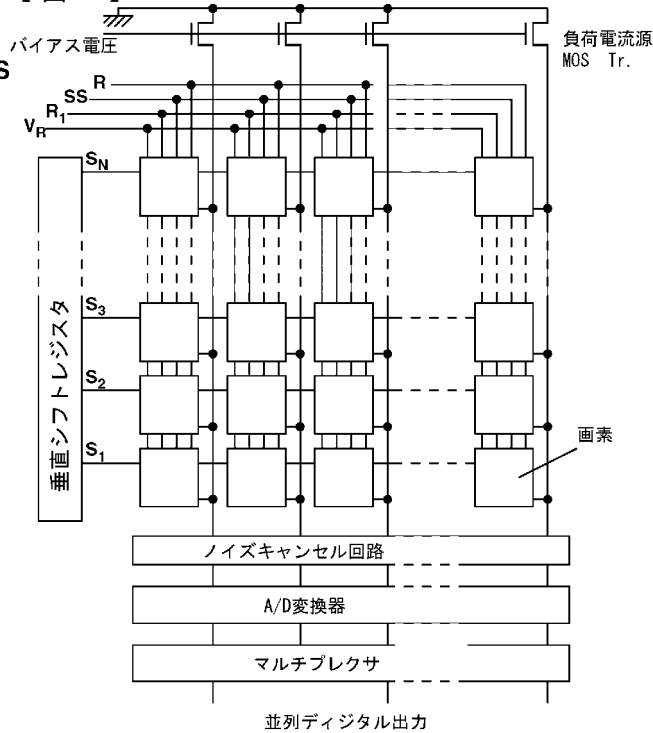 バイアス電圧
負荷電流源
MOS Tr.
S
R
SS
R1
VR
SN
S3
S2
S1
垂直シフトレジスタ
画素
ノイズキャンセル回路
A/D変換器
マルチプレクサ
並列ディジタル出力